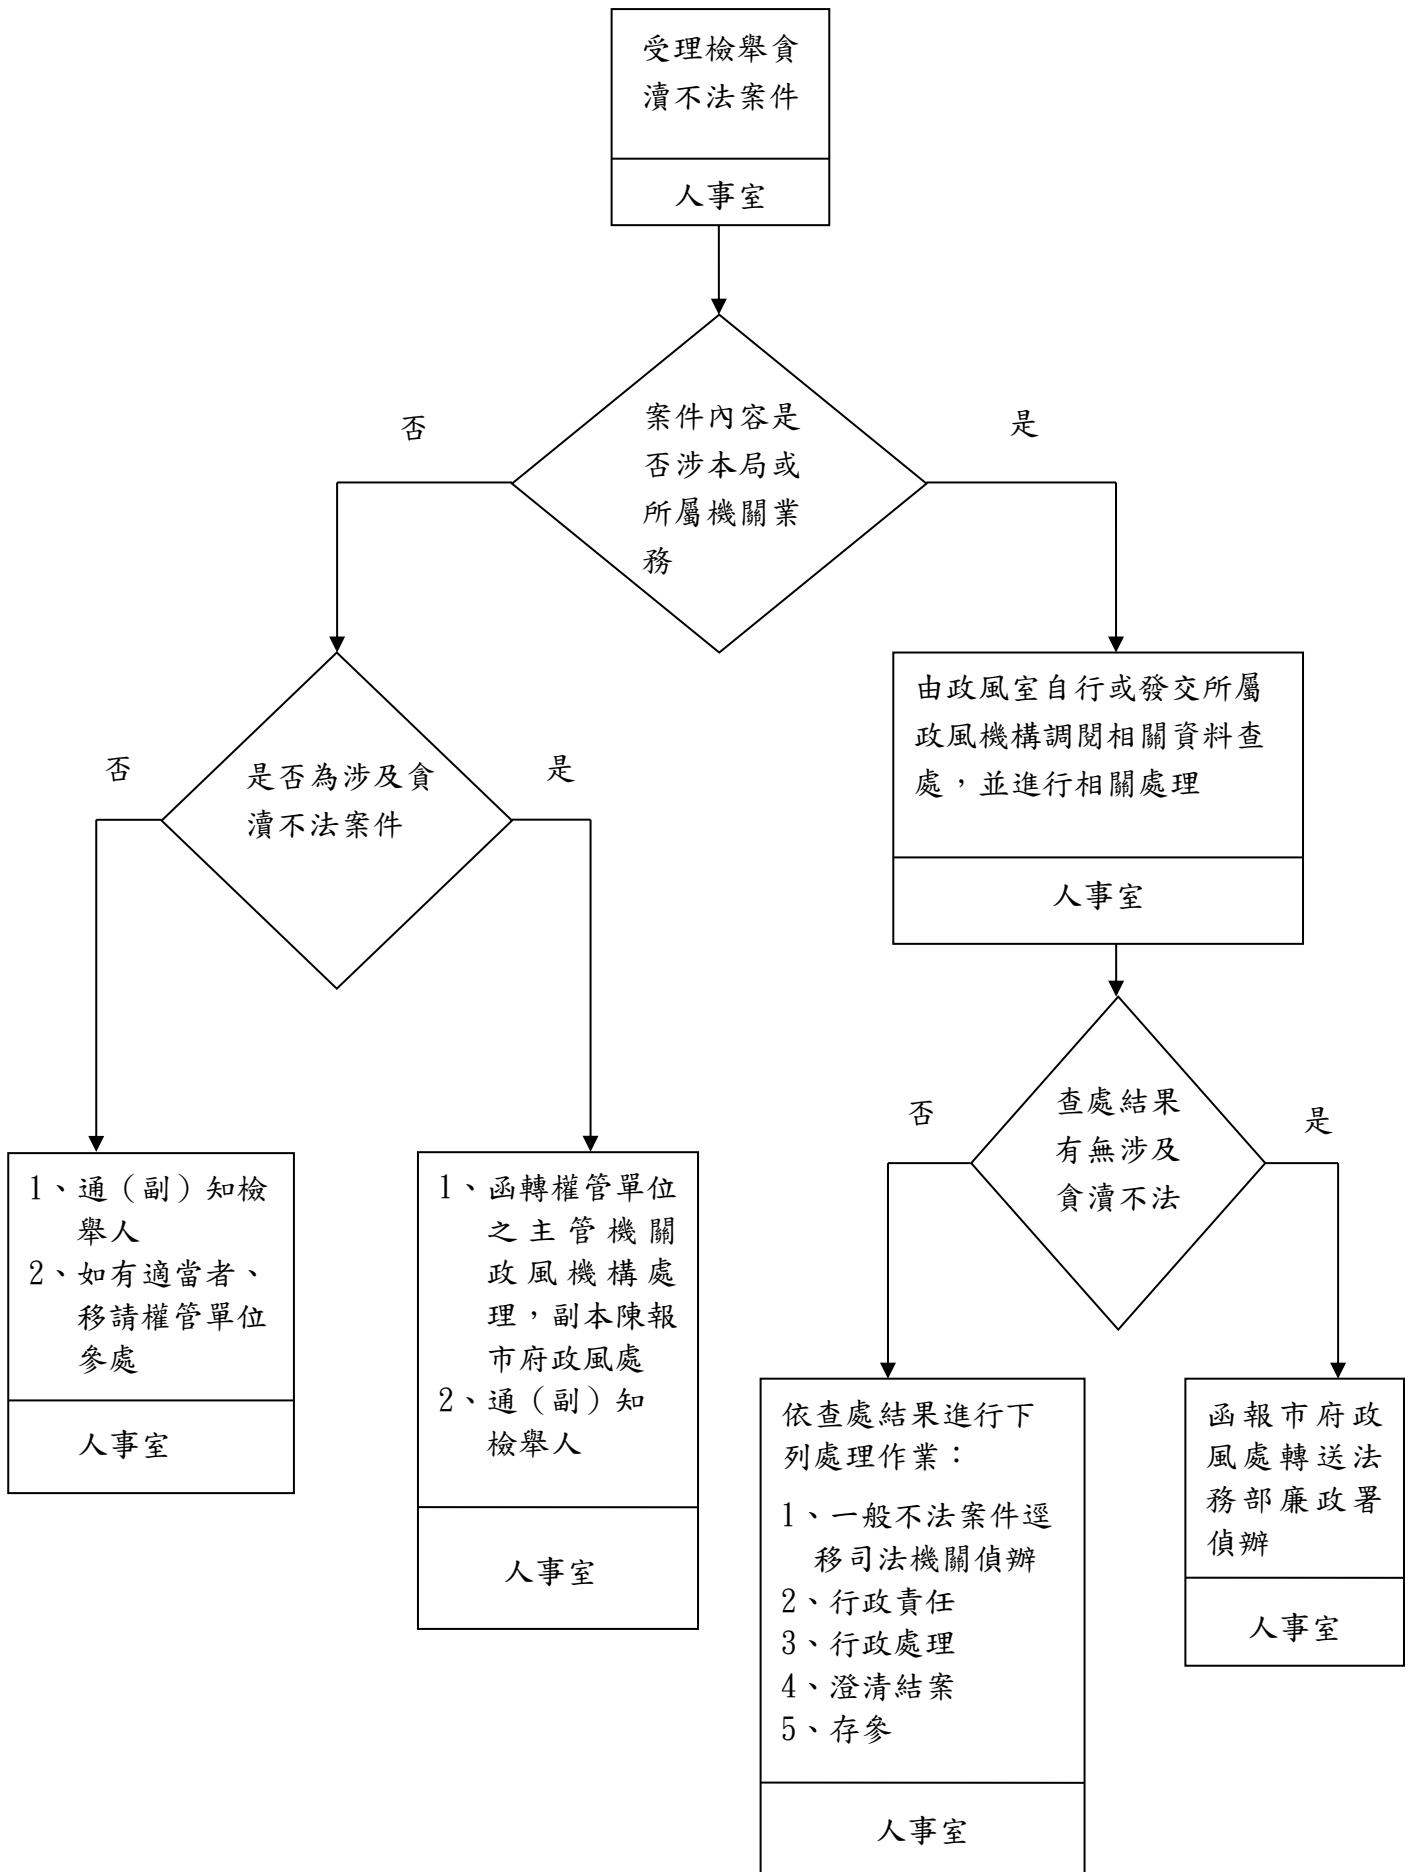 受理檢舉貪
瀆不法案件
人事室
案件內容是
否涉本局或
所屬機關業
務
否
是
是否為涉及貪
瀆不法案件
否
是
由政風室自行或發交所屬
政風機構調閱相關資料查
處，並進行相關處理
人事室
查處結果
有無涉及
貪瀆不法
否
是
1、通（副）知檢
舉人
2、如有適當者、
移請權管單位
參處
人事室
1、函轉權管單位
之主管機關
政風機構處
理，副本陳報
市府政風處
2、通（副）知
檢舉人
人事室
依查處結果進行下
列處理作業：
1、一般不法案件逕
移司法機關偵辦
2、行政責任
3、行政處理
4、澄清結案
5、存參
人事室
函報市府政
風處轉送法
務部廉政署
偵辦
人事室